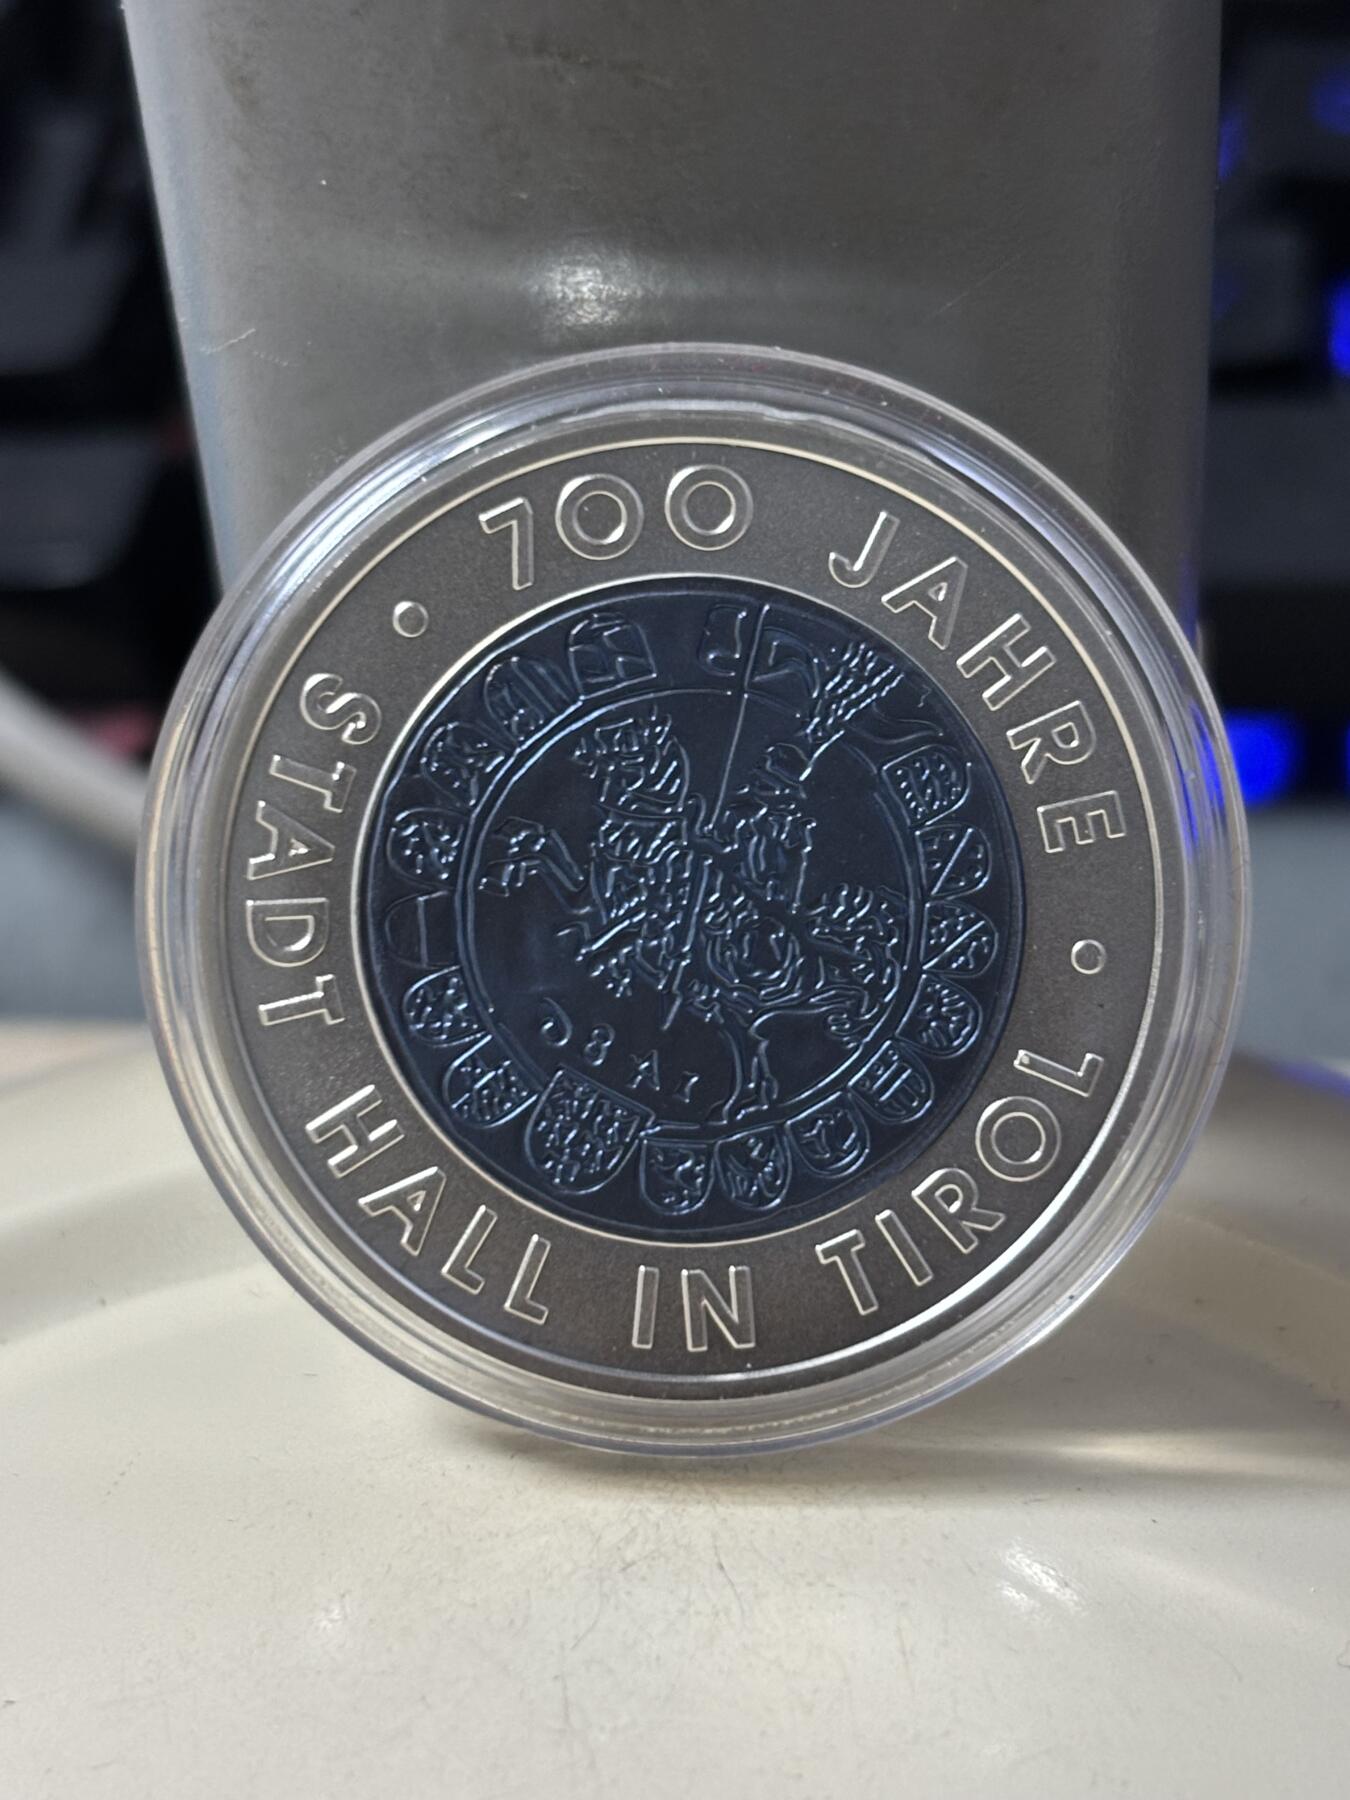 • 700 JAHRE •
STADT HALL IN TIROL